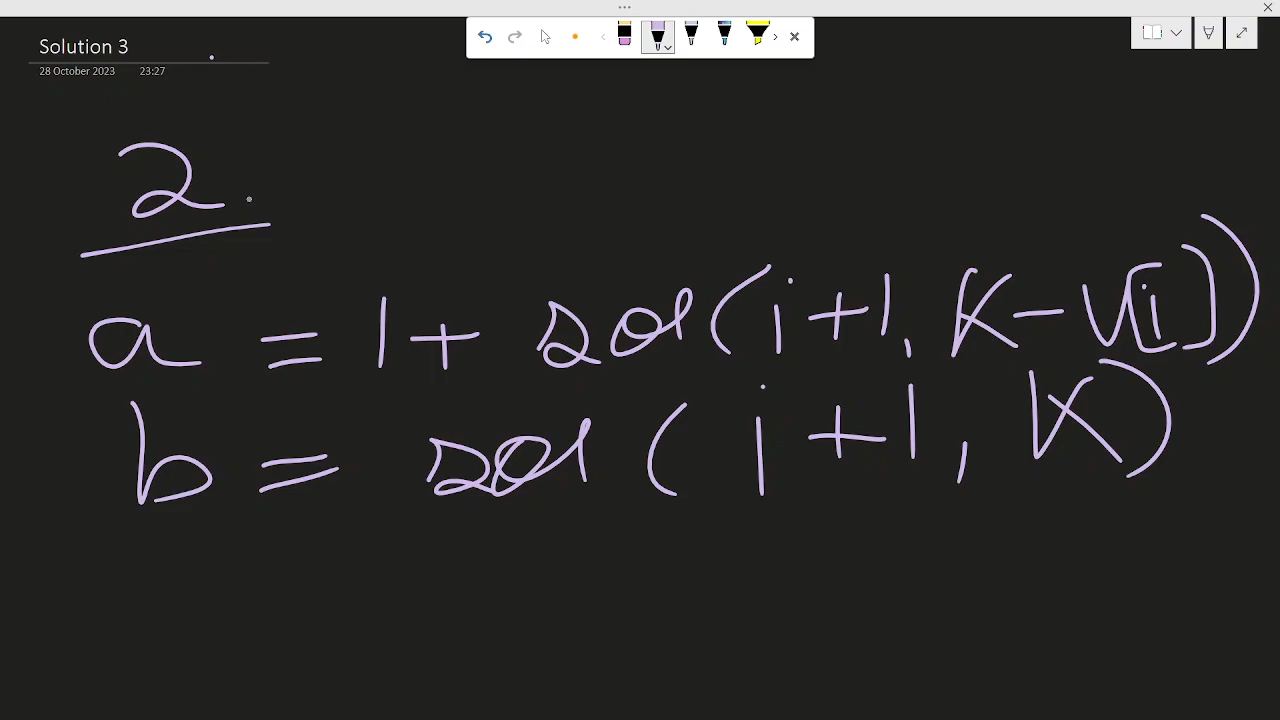 Solution 3
28 October 2023 23:27
2.
a = 1 + sol(i+1, K-V[i])
b = sol(i+1, K)